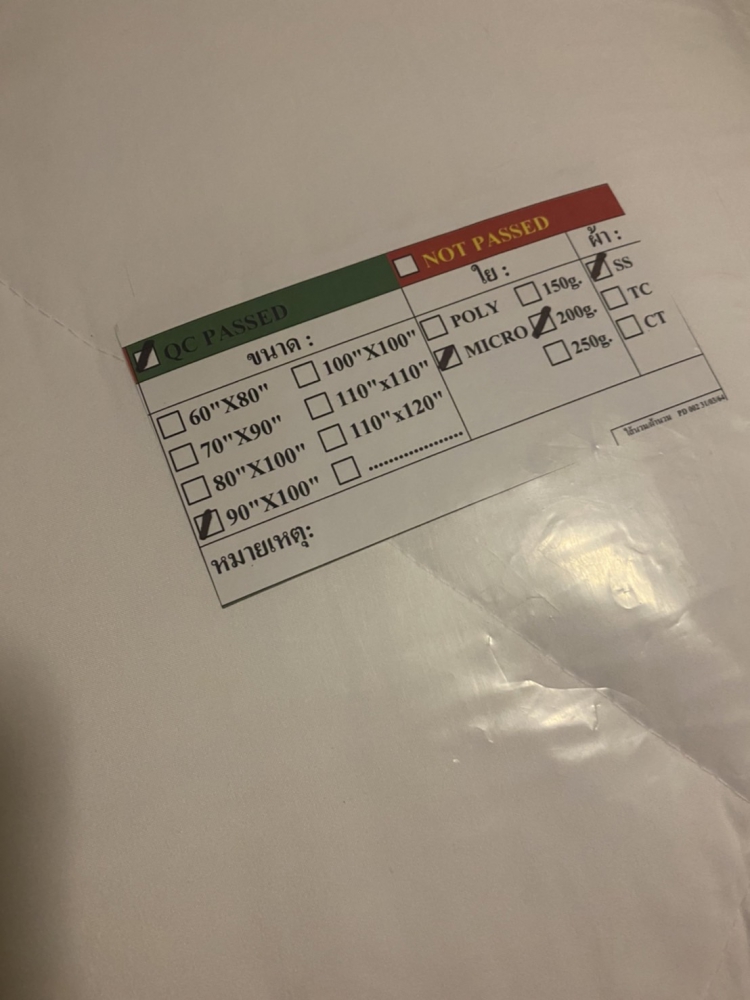 QC PASSED
NOT PASSED
ขนาด :
60"X80"
70"X90"
80"X100"
90"X100"
100"X100"
110"x110"
110"x120"
....................
ใย :
POLY
MICRO
150g.
200g.
250g.
ผ้า :
SS
TC
CT
หมายเหตุ: